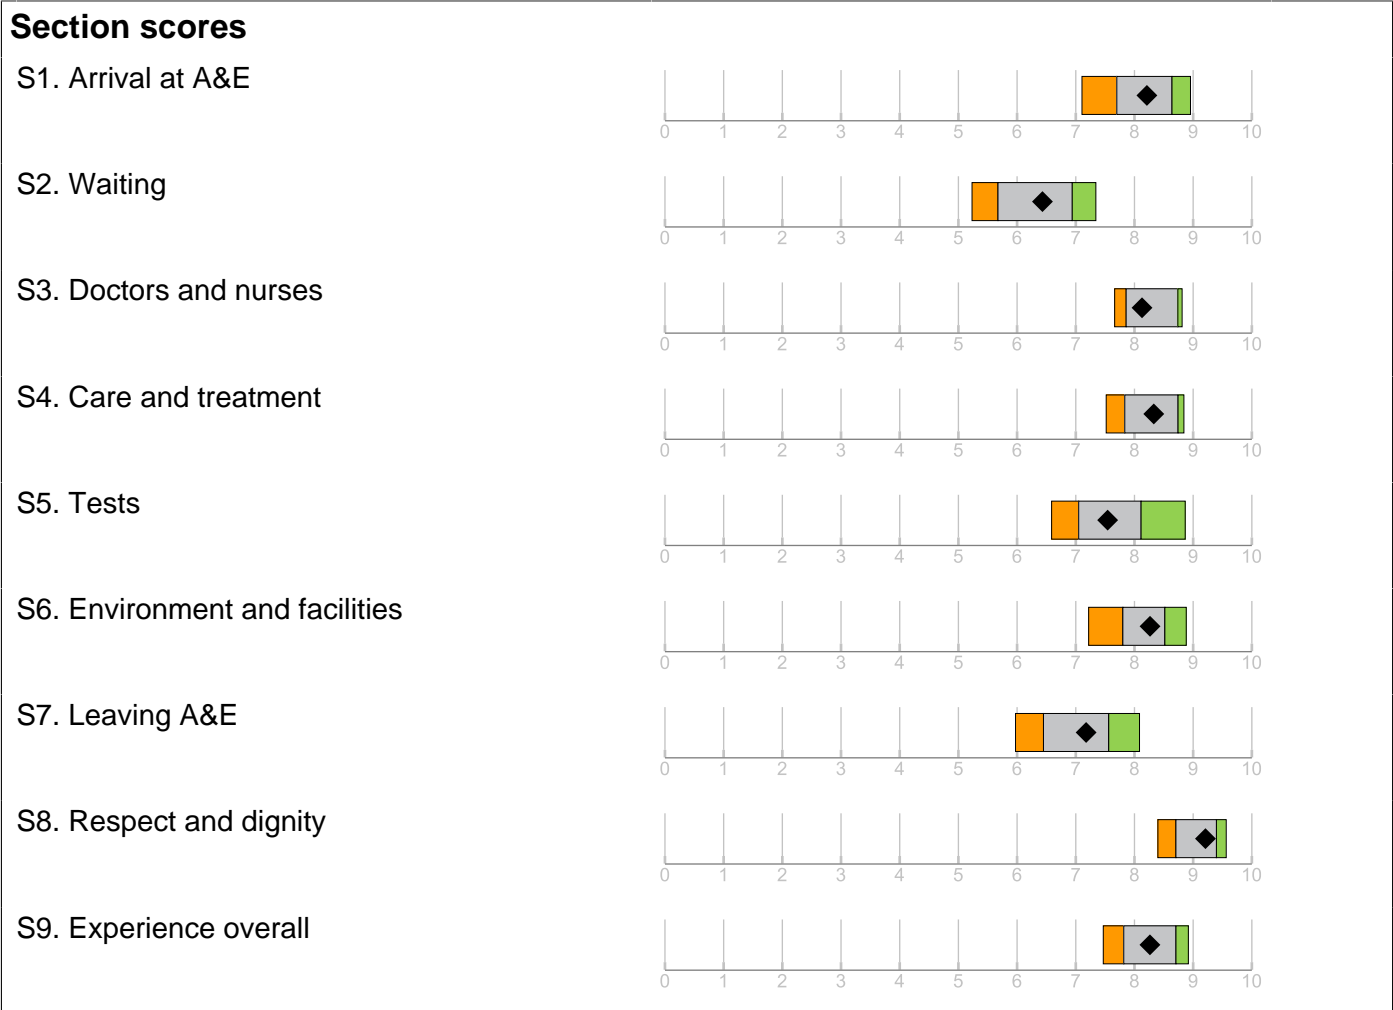 Section scores
S1. Arrival at A&E
0 1 2 3 4 5 6 7 8 9 10
S2. Waiting
0 1 2 3 4 5 6 7 8 9 10
S3. Doctors and nurses
0 1 2 3 4 5 6 7 8 9 10
S4. Care and treatment
0 1 2 3 4 5 6 7 8 9 10
S5. Tests
0 1 2 3 4 5 6 7 8 9 10
S6. Environment and facilities
0 1 2 3 4 5 6 7 8 9 10
S7. Leaving A&E
0 1 2 3 4 5 6 7 8 9 10
S8. Respect and dignity
0 1 2 3 4 5 6 7 8 9 10
S9. Experience overall
0 1 2 3 4 5 6 7 8 9 10